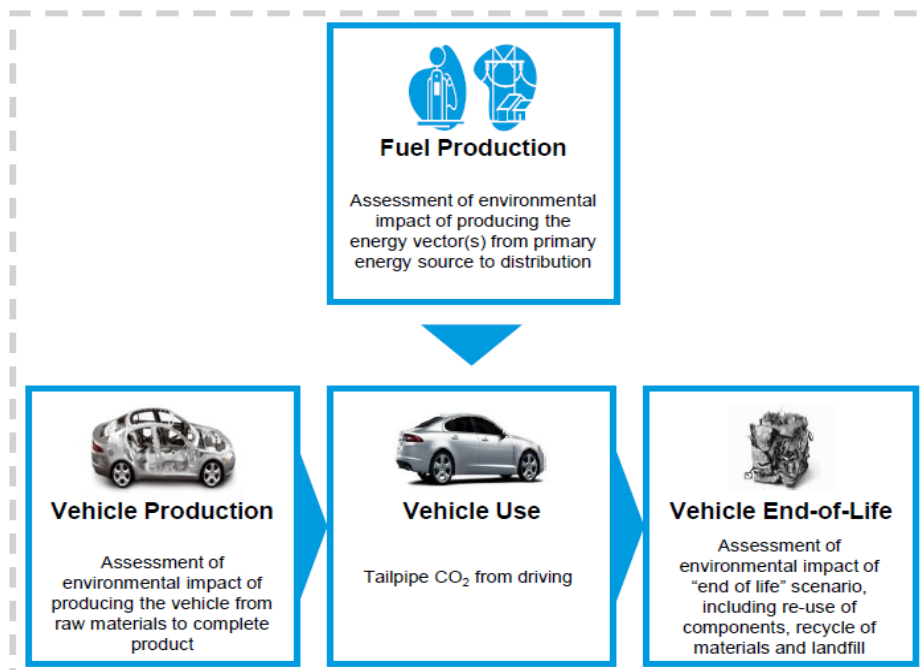 Fuel Production
Assessment of environmental
impact of producing the
energy vector(s) from primary
energy source to distribution
Vehicle Production
Assessment of
environmental impact of
producing the vehicle from
raw materials to complete
product
Vehicle Use
Tailpipe CO₂ from driving
Vehicle End-of-Life
Assessment of
environmental impact of
“end of life” scenario,
including re-use of
components, recycle of
materials and landfill